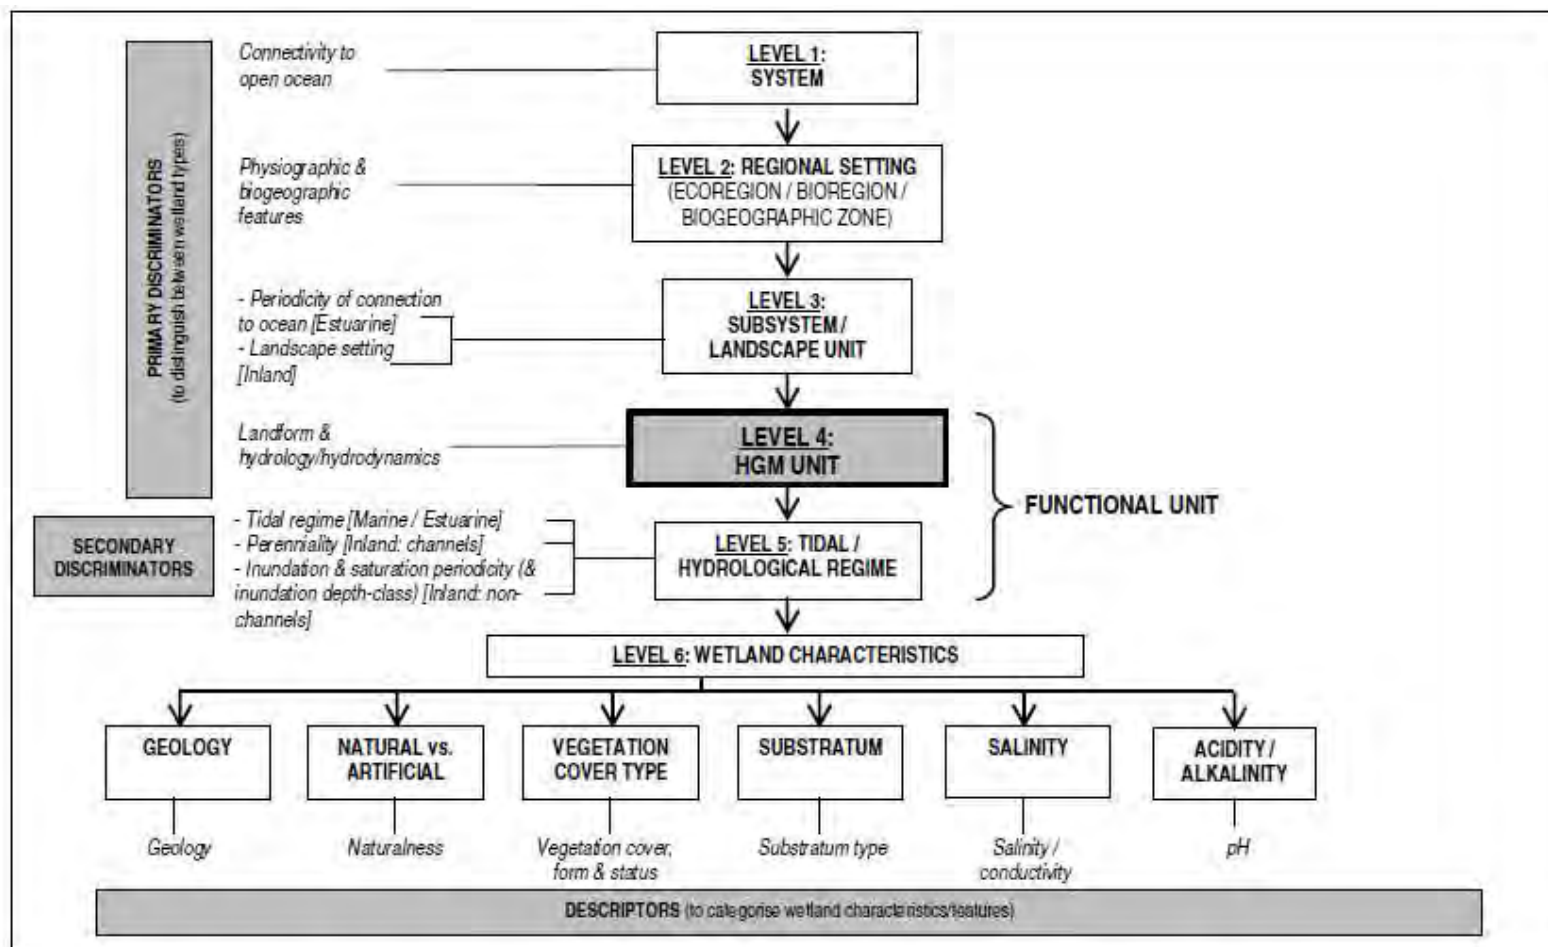 PRIMARY DISCRIMINATORS
(to distinguish between wetland types)
Connectivity to
open ocean
LEVEL 1:
SYSTEM
Physiographic &
biogeographic
features
LEVEL 2: REGIONAL SETTING
(ECOREGION / BIOREGION /
BIOGEOGRAPHIC ZONE)
- Periodicity of connection
to ocean [Estuarine]
- Landscape setting
[Inland]
LEVEL 3:
SUBSYSTEM /
LANDSCAPE UNIT
Landform &
hydrology/hydrodynamics
LEVEL 4:
HGM UNIT
FUNCTIONAL UNIT
SECONDARY
DISCRIMINATORS
- Tidal regime [Marine / Estuarine]
- Perenniality [Inland: channels]
- Inundation & saturation periodicity (&
inundation depth-class) [Inland: non-
channels]
LEVEL 5: TIDAL /
HYDROLOGICAL REGIME
LEVEL 6: WETLAND CHARACTERISTICS
GEOLOGY
NATURAL vs.
ARTIFICIAL
VEGETATION
COVER TYPE
SUBSTRATUM
SALINITY
ACIDITY /
ALKALINITY
Geology
Naturalness
Vegetation cover,
form & status
Substratum type
Salinity /
conductivity
pH
DESCRIPTORS (to categorise wetland characteristics/features)